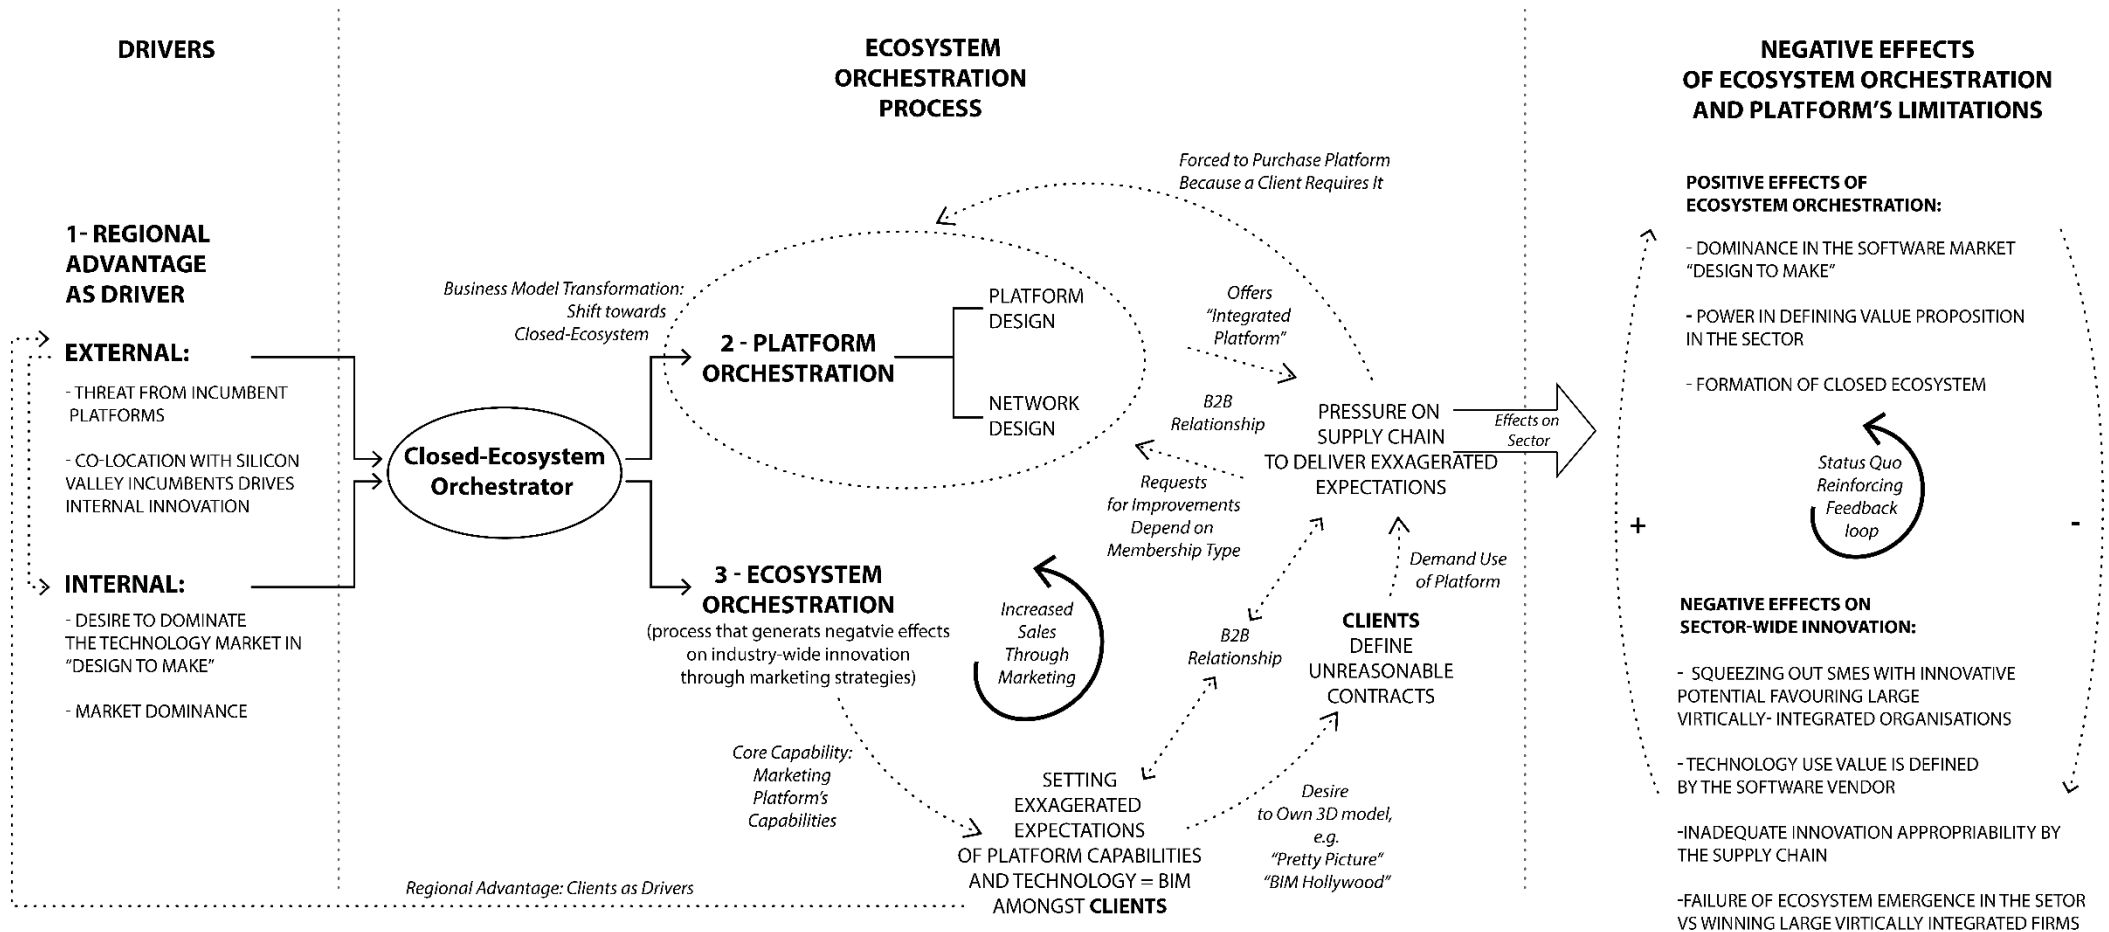 DRIVERS
1- REGIONAL
ADVANTAGE
AS DRIVER
EXTERNAL:
- THREAT FROM INCUMBENT
PLATFORMS
- CO-LOCATION WITH SILICON
VALLEY INCUMBENTS DRIVES
INTERNAL INNOVATION
INTERNAL:
- DESIRE TO DOMINATE
THE TECHNOLOGY MARKET IN
"DESIGN TO MAKE"
- MARKET DOMINANCE
ECOSYSTEM
ORCHESTRATION
PROCESS
Closed-Ecosystem
Orchestrator
Business Model Transformation:
Shift towards
Closed-Ecosystem
2 - PLATFORM
ORCHESTRATION
PLATFORM
DESIGN
NETWORK
DESIGN
Forced to Purchase Platform
Because a Client Requires It
Offers
"Integrated
Platform"
B2B
Relationship
Requests
for Improvements
Depend on
Membership Type
PRESSURE ON
SUPPLY CHAIN
TO DELIVER EXXAGERATED
EXPECTATIONS
Effects on
Sector
3 - ECOSYSTEM
ORCHESTRATION
(process that generats negatvie effects
on industry-wide innovation
through marketing strategies)
Increased
Sales
Through
Marketing
B2B
Relationship
Demand Use
of Platform
CLIENTS
DEFINE
UNREASONABLE
CONTRACTS
Core Capability:
Marketing
Platform's
Capabilities
SETTING
EXXAGERATED
EXPECTATIONS
OF PLATFORM CAPABILITIES
AND TECHNOLOGY = BIM
AMONGST CLIENTS
Desire
to Own 3D model,
e.g.
"Pretty Picture"
"BIM Hollywood"
Regional Advantage: Clients as Drivers
NEGATIVE EFFECTS
OF ECOSYSTEM ORCHESTRATION
AND PLATFORM'S LIMITATIONS
POSITIVE EFFECTS OF
ECOSYSTEM ORCHESTRATION:
- DOMINANCE IN THE SOFTWARE MARKET
"DESIGN TO MAKE"
- POWER IN DEFINING VALUE PROPOSITION
IN THE SECTOR
- FORMATION OF CLOSED ECOSYSTEM
Status Quo
Reinforcing
Feedback
loop
+
-
NEGATIVE EFFECTS ON
SECTOR-WIDE INNOVATION:
- SQUEEZING OUT SMES WITH INNOVATIVE
POTENTIAL FAVOURING LARGE
VIRTICALLY- INTEGRATED ORGANISATIONS
- TECHNOLOGY USE VALUE IS DEFINED
BY THE SOFTWARE VENDOR
-INADEQUATE INNOVATION APPROPRIABILITY BY
THE SUPPLY CHAIN
-FAILURE OF ECOSYSTEM EMERGENCE IN THE SETOR
VS WINNING LARGE VIRTICALLY INTEGRATED FIRMS